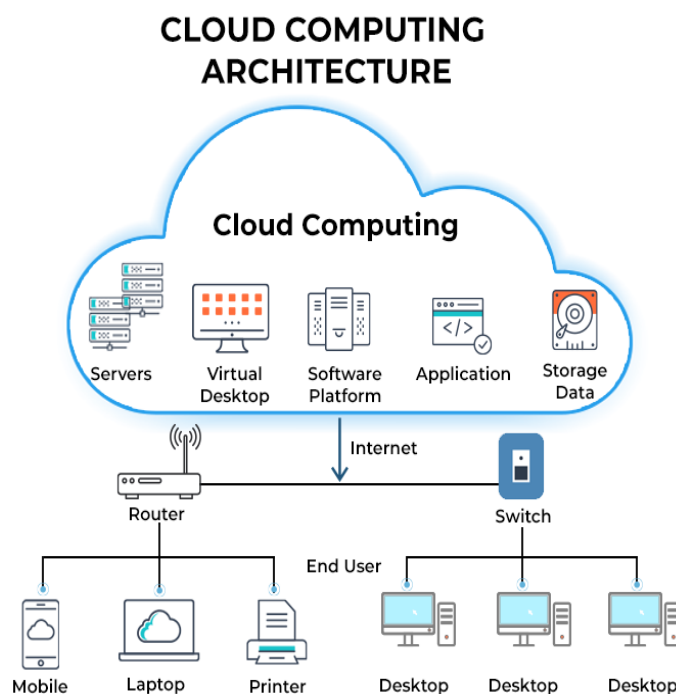 CLOUD COMPUTING
ARCHITECTURE
Cloud Computing
Servers
Virtual
Desktop
Software
Platform
Application
Storage
Data
Internet
Router
Switch
End User
Mobile
Laptop
Printer
Desktop
Desktop
Desktop